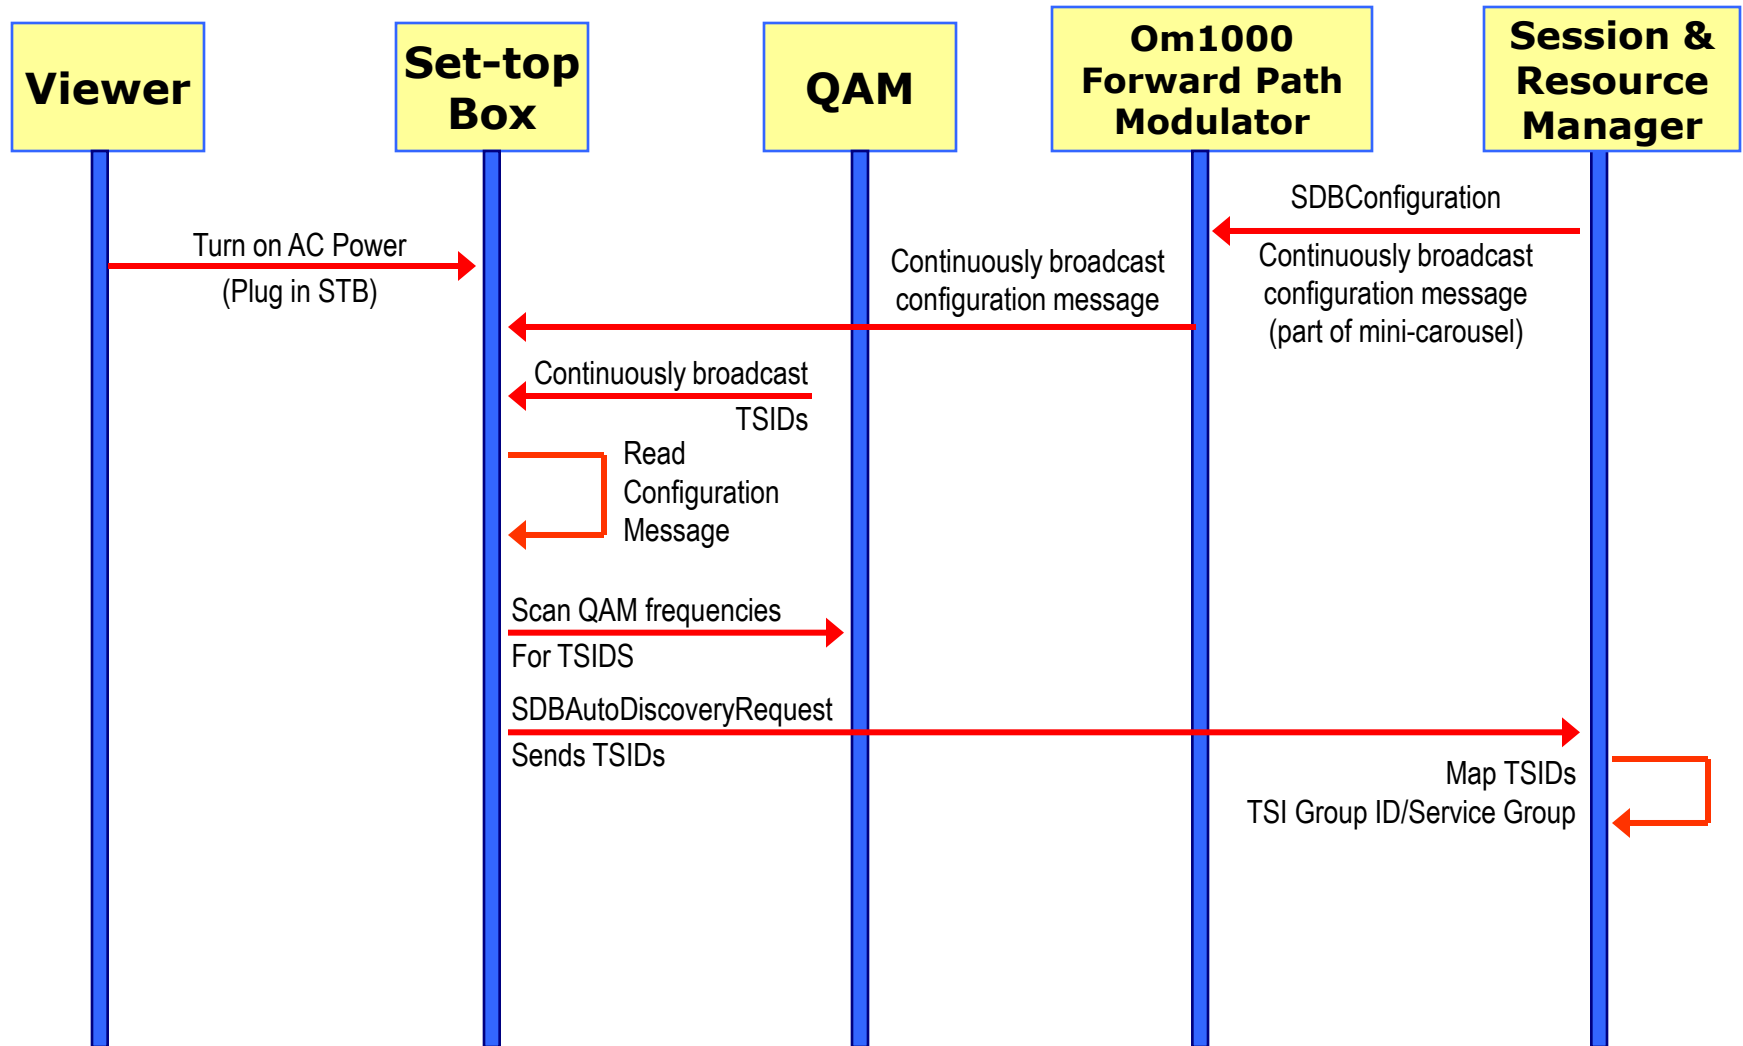 Viewer
Set-top
Box
QAM
Om1000
Forward Path
Modulator
Session &
Resource
Manager
SDBConfiguration
Continuously broadcast
configuration message
(part of mini-carousel)
Turn on AC Power
(Plug in STB)
Continuously broadcast
configuration message
Continuously broadcast
TSIDs
Read
Configuration
Message
Scan QAM frequencies
For TSIDS
SDBAutoDiscoveryRequest
Sends TSIDs
Map TSIDs
TSI Group ID/Service Group